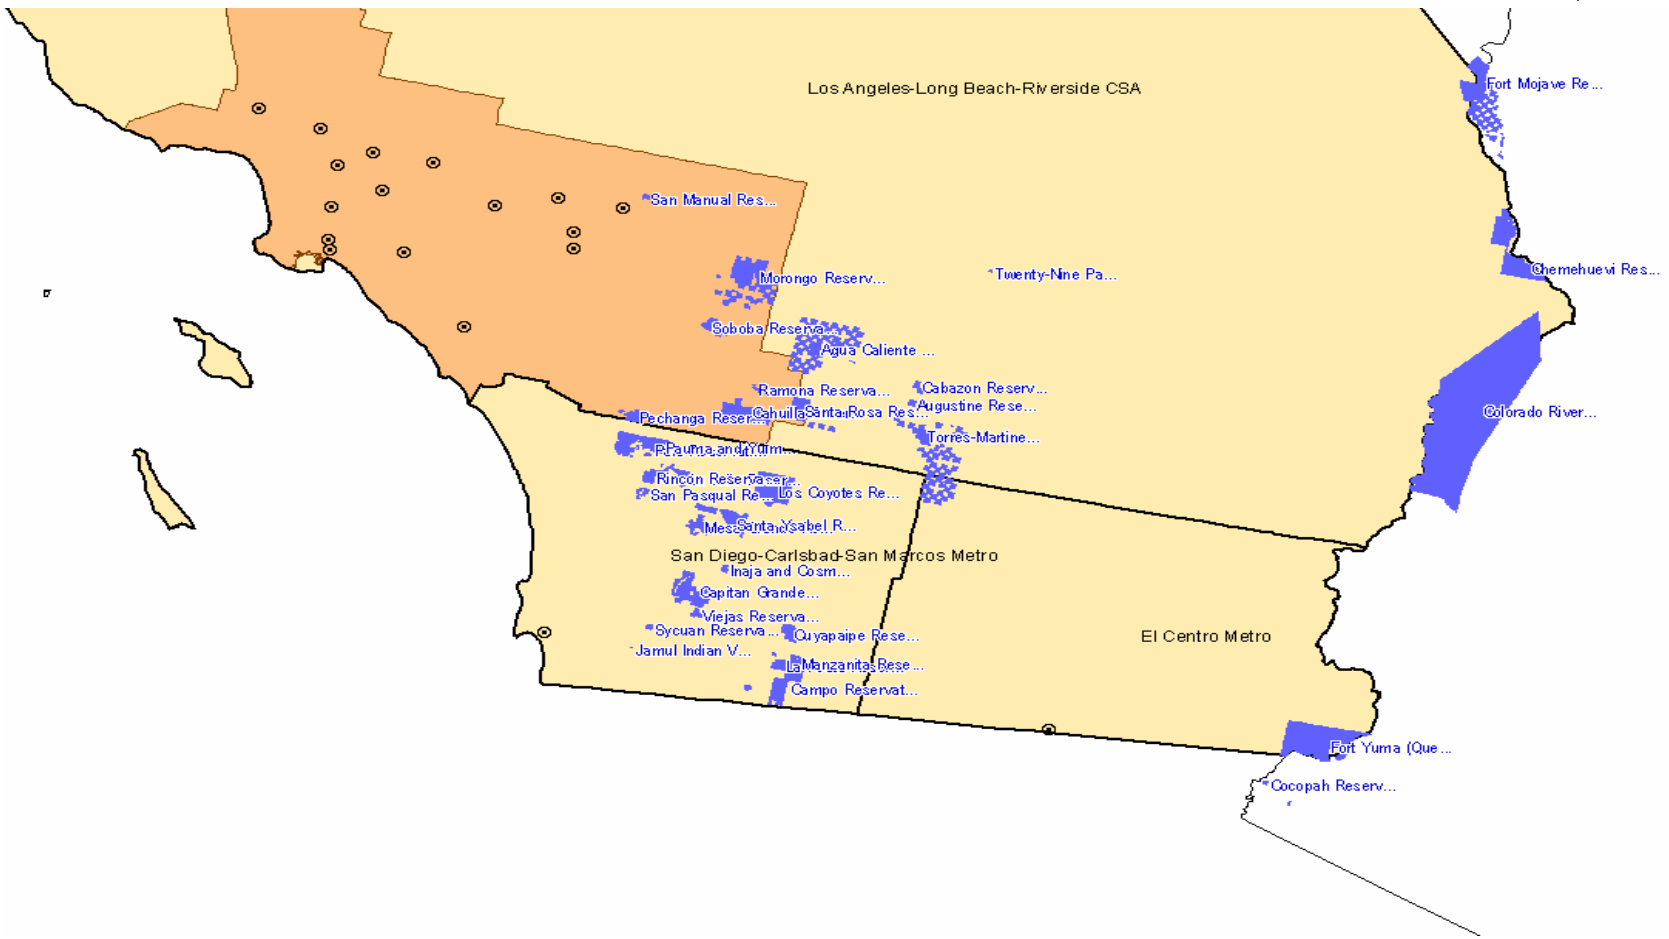 Los Angeles-Long Beach-Riverside CSA
Fort Mojave Re...
San Manual Res...
Chemehuevi Res...
Twenty-Nine Pa...
Morongo Reserv...
Soboba Reserva...
Agua Caliente ...
Ramona Reserva...
Cabazon Reserv...
Augustine Rese...
Colorado River...
Pechanga Reser...
Cahuilla
Santa Rosa Res...
Torres-Martine...
Pauma and Yuim...
Rincon Reserva
San Pasqual Re...
Los Coyotes Re...
Santa Ysabel R...
San Diego-Carlsbad-San Marcos Metro
Inaja and Cosm...
Capitan Grande...
Viejas Reserva...
Sycuan Reserva...
Cuyapaipe Rese...
El Centro Metro
Jamul Indian V...
Manzanita Rese...
Campo Reservat...
Fort Yuma (Que...
Cocopah Reserv...